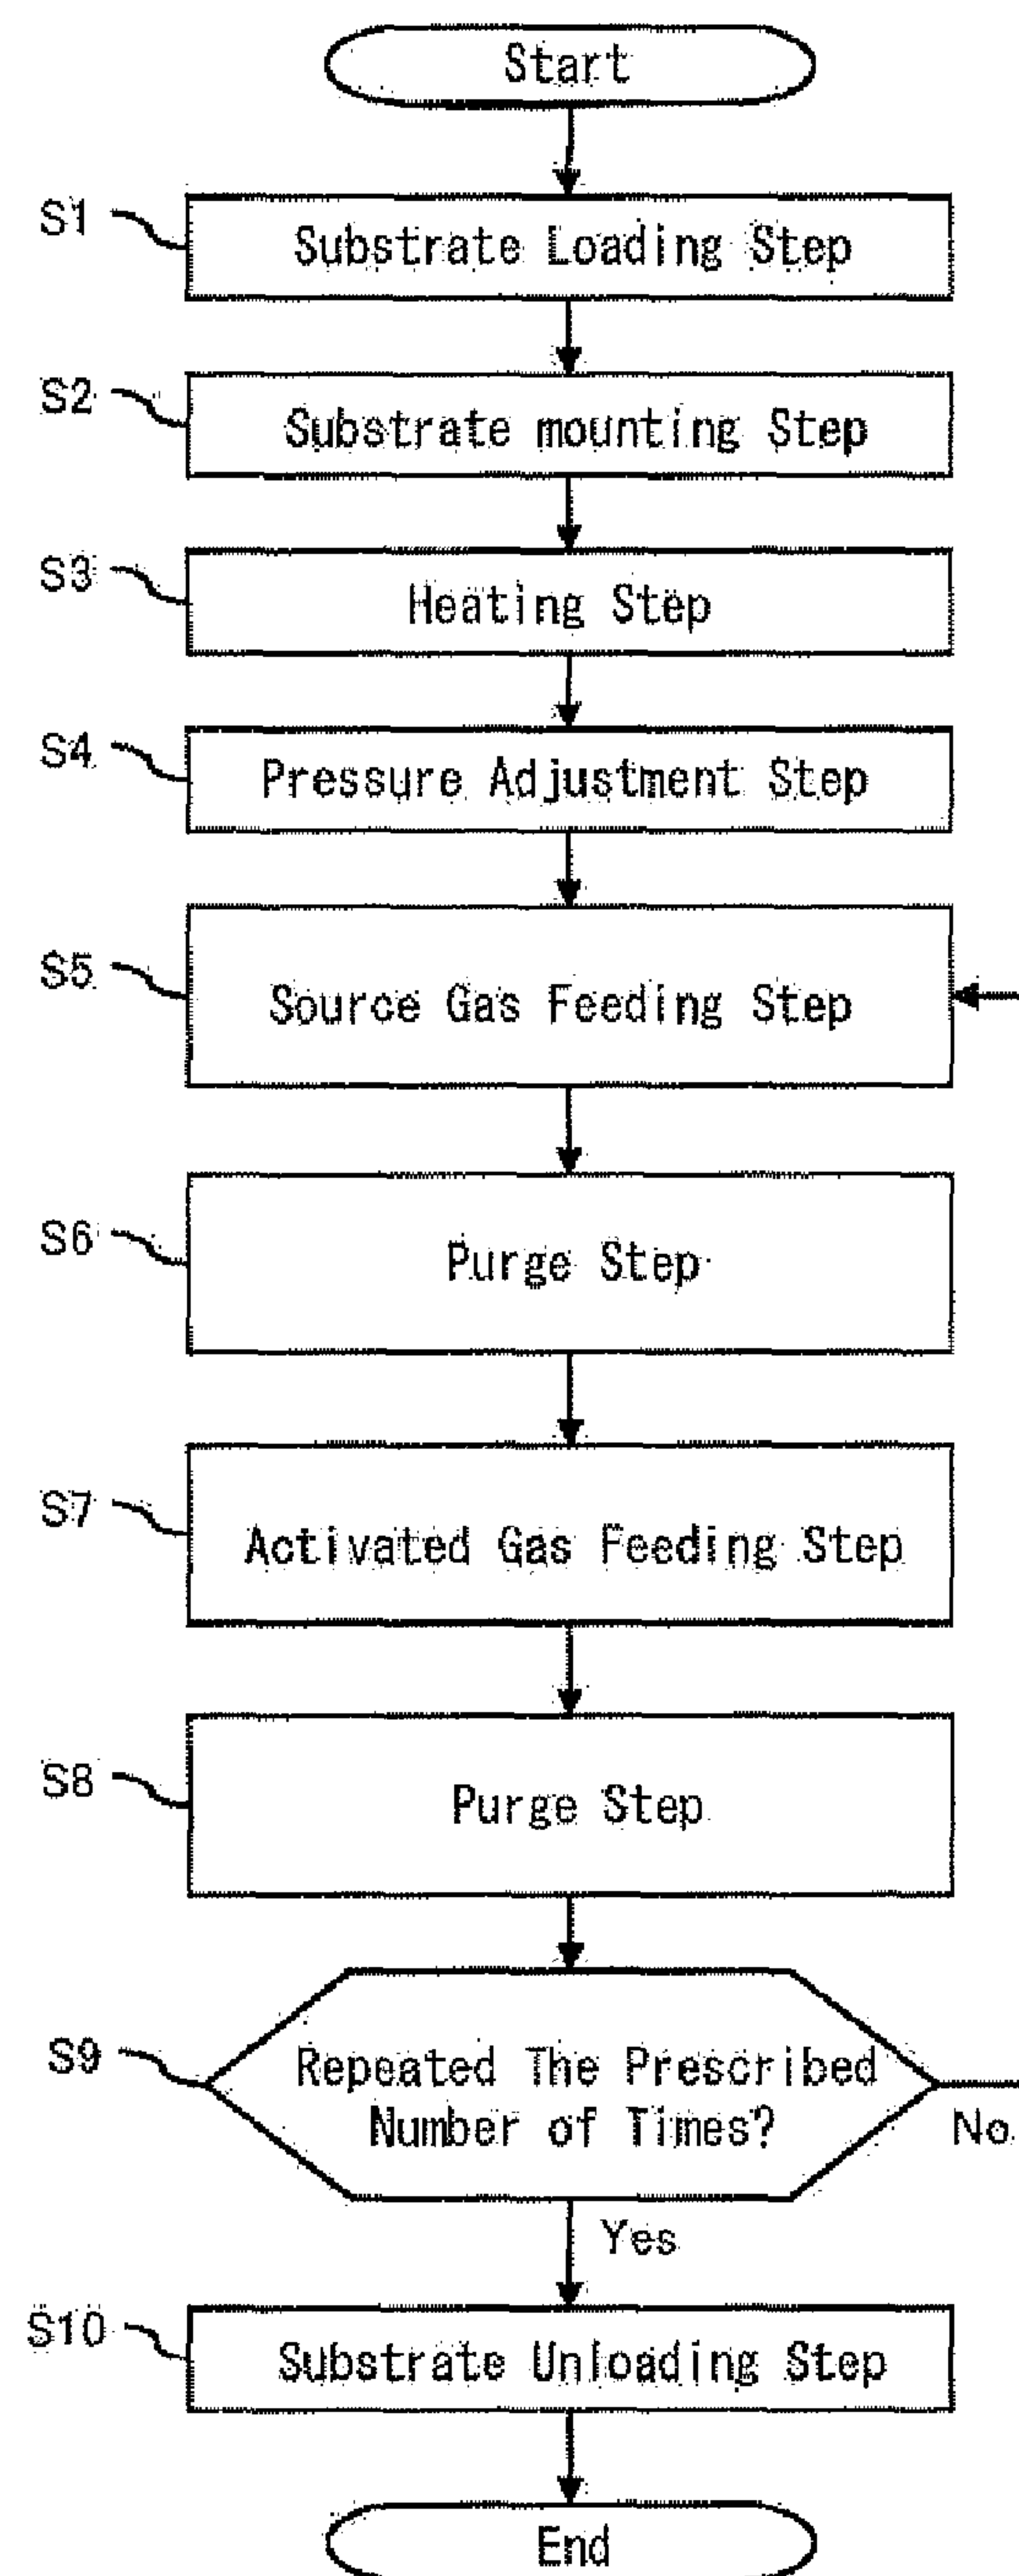 Start
S1
Substrate Loading Step
S2
Substrate mounting Step
S3
Heating Step
S4
Pressure Adjustment Step
S5
Source Gas Feeding Step
S6
Purge Step
S7
Activated Gas Feeding Step
S8
Purge Step
S9
Repeated The Prescribed
Number of Times?
No
Yes
S10
Substrate Unloading Step
End